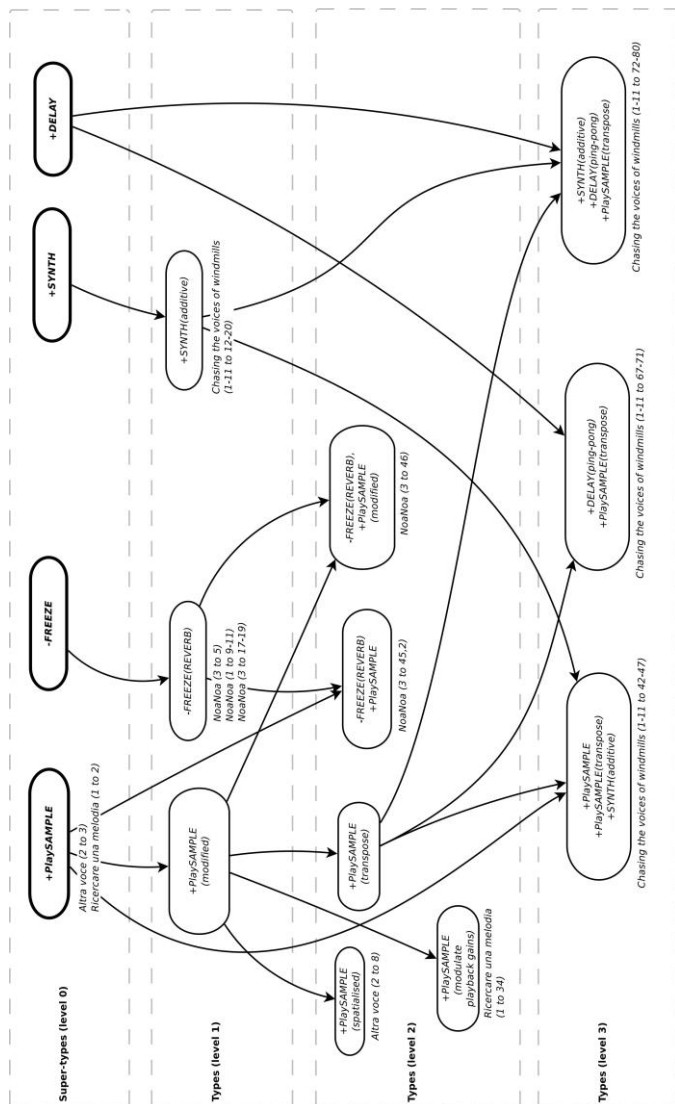 Super-types (level 0)
+PlaySAMPLE
Altra voce (2 to 3)
Ricercare una melodia (1 to 2)
-FREEZE
+SYNTH
+DELAY
Types (level 1)
+PlaySAMPLE
(modified)
-FREEZE(REVERB)
NoaNoa (3 to 5)
NoaNoa (1 to 9-11)
NoaNoa (3 to 17-19)
+SYNTH(additive)
Chasing the voices of windmills
(1-11 to 12-20)
Types (level 2)
+PlaySAMPLE
(spatialised)
Altra voce (2 to 8)
+PlaySAMPLE
(modulate
playback gains)
Ricercare una melodia
(1 to 34)
+PlaySAMPLE
(transpose)
-FREEZE(REVERB)
+PlaySAMPLE
NoaNoa (3 to 45,2)
-FREEZE(REVERB),
+PlaySAMPLE
(modified)
NoaNoa (3 to 46)
Types (level 3)
+PlaySAMPLE
+PlaySAMPLE(transpose)
+SYNTH(additive)
Chasing the voices of windmills (1-11 to 42-47)
+DELAY(ping-pong)
+PlaySAMPLE(transpose)
Chasing the voices of windmills (1-11 to 67-71)
+SYNTH(additive)
+DELAY(ping-pong)
+PlaySAMPLE(transpose)
Chasing the voices of windmills (1-11 to 72-80)